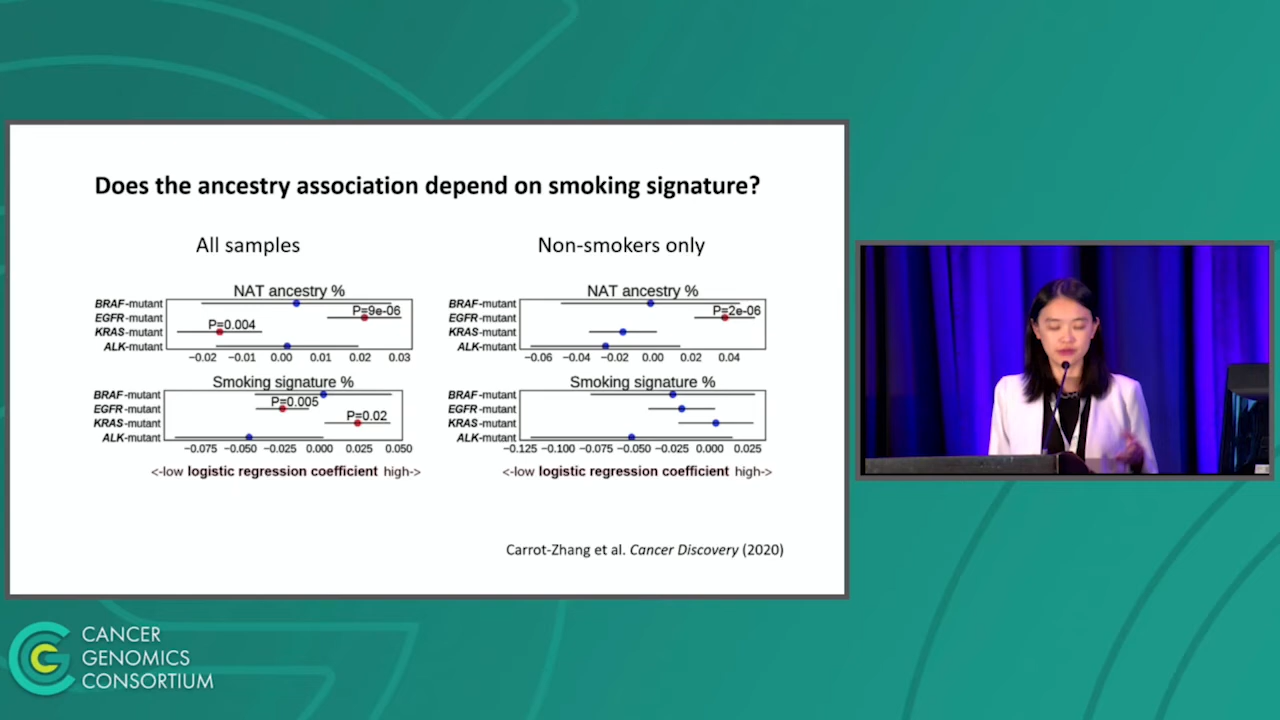 Does the ancestry association depend on smoking signature?
All samples
NAT ancestry %
BRAF-mutant
EGFR-mutant
KRAS-mutant
ALK-mutant
P=9e-06
P=0.004
−0.02 −0.01 0.00 0.01 0.02 0.03
Smoking signature %
BRAF-mutant
EGFR-mutant
KRAS-mutant
ALK-mutant
P=0.005
P=0.02
−0.075 −0.050 −0.025 0.000 0.025 0.050
<-low logistic regression coefficient high->
Non-smokers only
NAT ancestry %
BRAF-mutant
EGFR-mutant
KRAS-mutant
ALK-mutant
P=2e-06
−0.06 −0.04 −0.02 0.00 0.02 0.04
Smoking signature %
BRAF-mutant
EGFR-mutant
KRAS-mutant
ALK-mutant
−0.125 −0.100 −0.075 −0.050 −0.025 0.000 0.025
<-low logistic regression coefficient high->
Carrot-Zhang et al. Cancer Discovery (2020)
CANCER
GENOMICS
CONSORTIUM